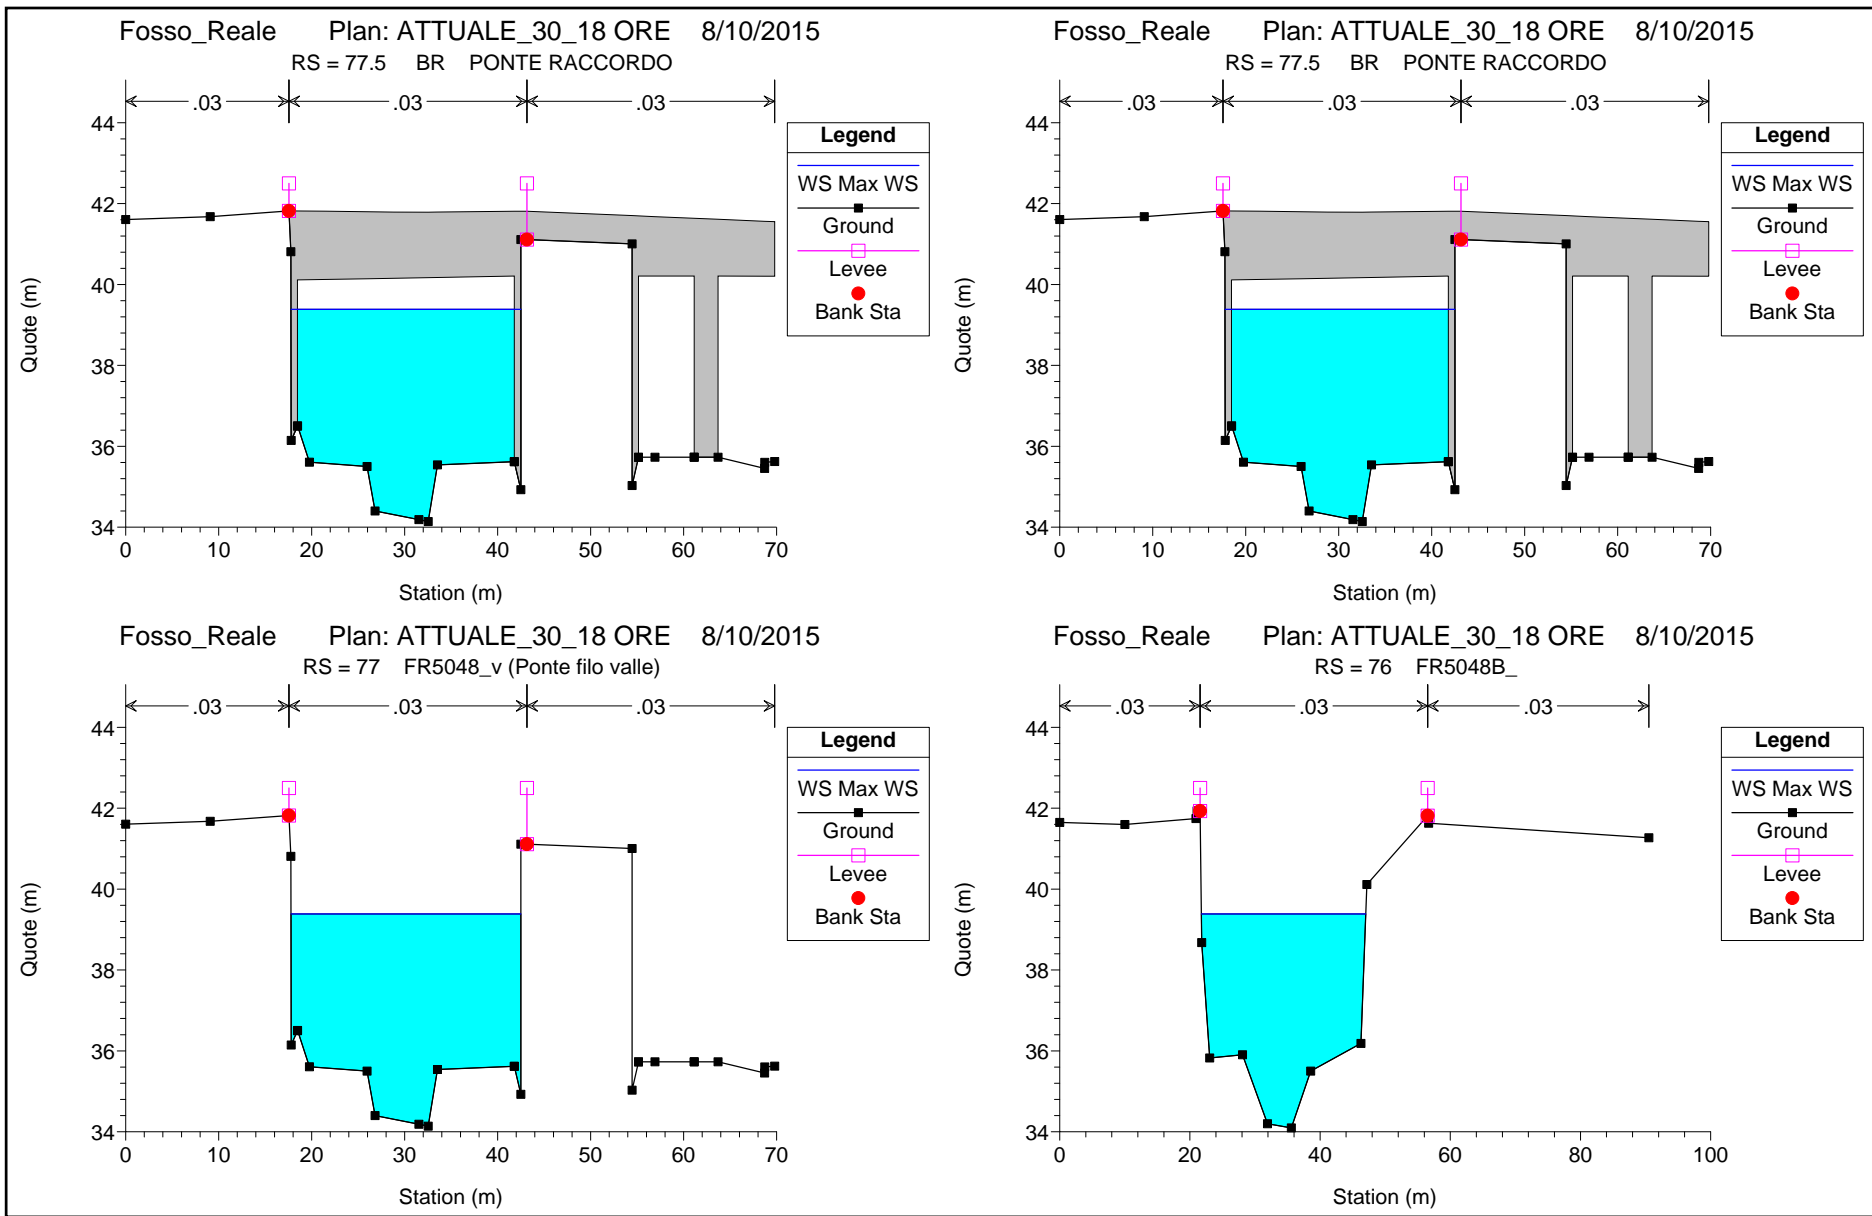 Fosso_Reale Plan: ATTUALE_30_18 ORE 8/10/2015
RS = 77.5 BR PONTE RACCORDO
.03 .03 .03
44
42
40
38
36
34
Quote (m)
0 10 20 30 40 50 60 70
Station (m)
Legend
WS Max WS
Ground
Levee
Bank Sta
Fosso_Reale Plan: ATTUALE_30_18 ORE 8/10/2015
RS = 77.5 BR PONTE RACCORDO
.03 .03 .03
44
42
40
38
36
34
Quote (m)
0 10 20 30 40 50 60 70
Station (m)
Legend
WS Max WS
Ground
Levee
Bank Sta
Fosso_Reale Plan: ATTUALE_30_18 ORE 8/10/2015
RS = 77 FR5048_v (Ponte filo valle)
.03 .03 .03
44
42
40
38
36
34
Quote (m)
0 10 20 30 40 50 60 70
Station (m)
Legend
WS Max WS
Ground
Levee
Bank Sta
Fosso_Reale Plan: ATTUALE_30_18 ORE 8/10/2015
RS = 76 FR5048B_
.03 .03 .03
44
42
40
38
36
34
Quote (m)
0 20 40 60 80 100
Station (m)
Legend
WS Max WS
Ground
Levee
Bank Sta